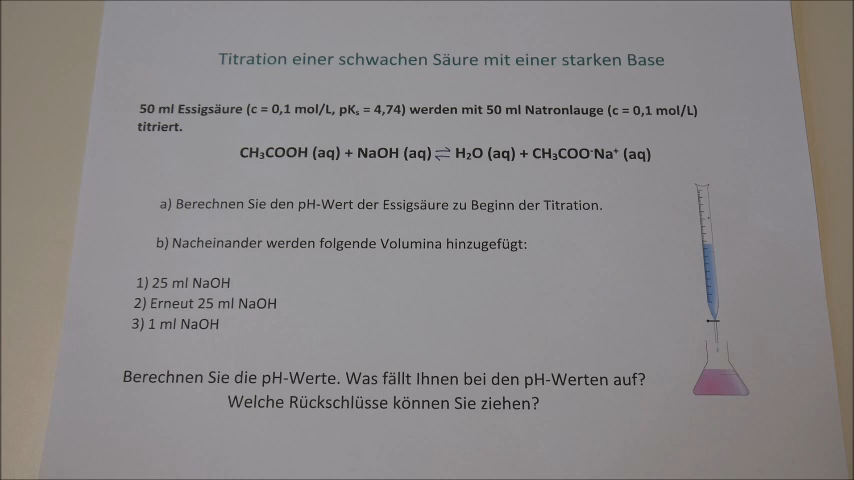 Titration einer schwachen Säure mit einer starken Base
50 ml Essigsäure (c = 0,1 mol/L, pKₛ = 4,74) werden mit 50 ml Natronlauge (c = 0,1 mol/L)
titriert.
CH₃COOH (aq) + NaOH (aq) ⇌ H₂O (aq) + CH₃COO⁻Na⁺ (aq)
a) Berechnen Sie den pH-Wert der Essigsäure zu Beginn der Titration.
b) Nacheinander werden folgende Volumina hinzugefügt:
1) 25 ml NaOH
2) Erneut 25 ml NaOH
3) 1 ml NaOH
Berechnen Sie die pH-Werte. Was fällt Ihnen bei den pH-Werten auf?
Welche Rückschlüsse können Sie ziehen?